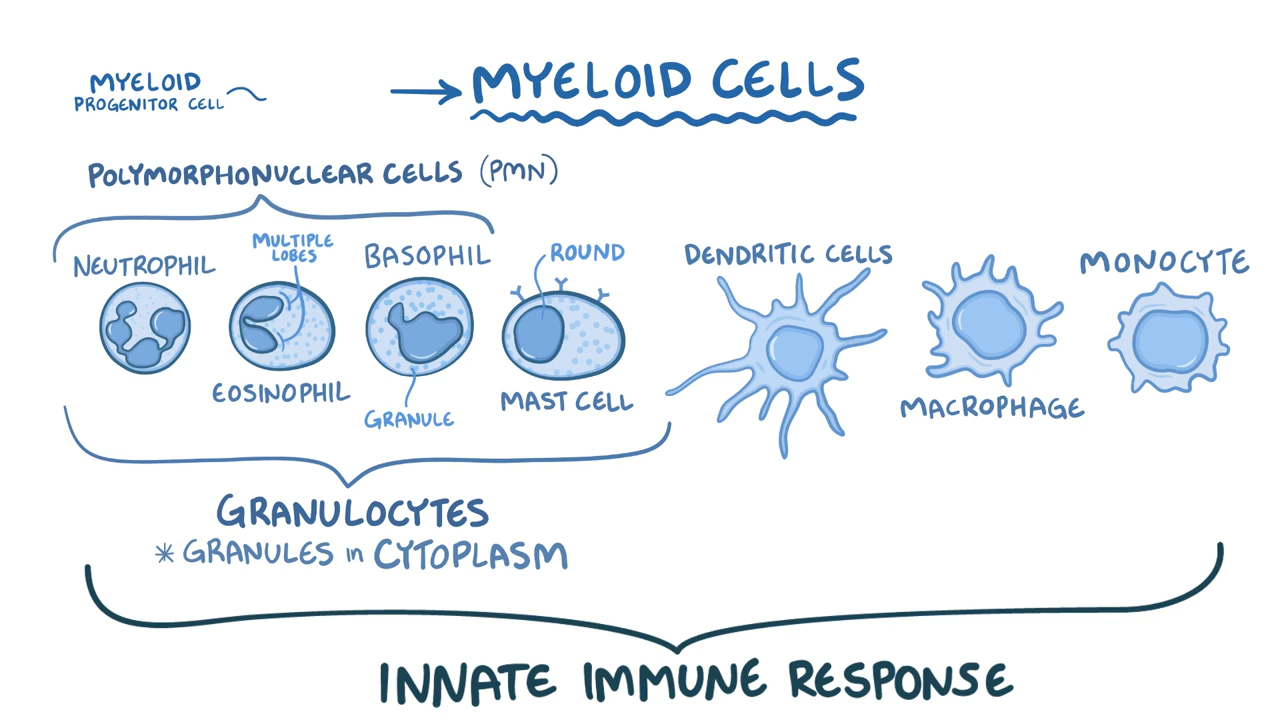 MYELOID
PROGENITOR CELL
MYELOID CELLS
POLYMORPHONUCLEAR CELLS (PMN)
NEUTROPHIL
MULTIPLE
LOBES
EOSINOPHIL
BASOPHIL
GRANULE
ROUND
MAST CELL
DENDRITIC CELLS
MACROPHAGE
MONOCYTE
GRANULOCYTES
* GRANULES in CYTOPLASM
INNATE IMMUNE RESPONSE